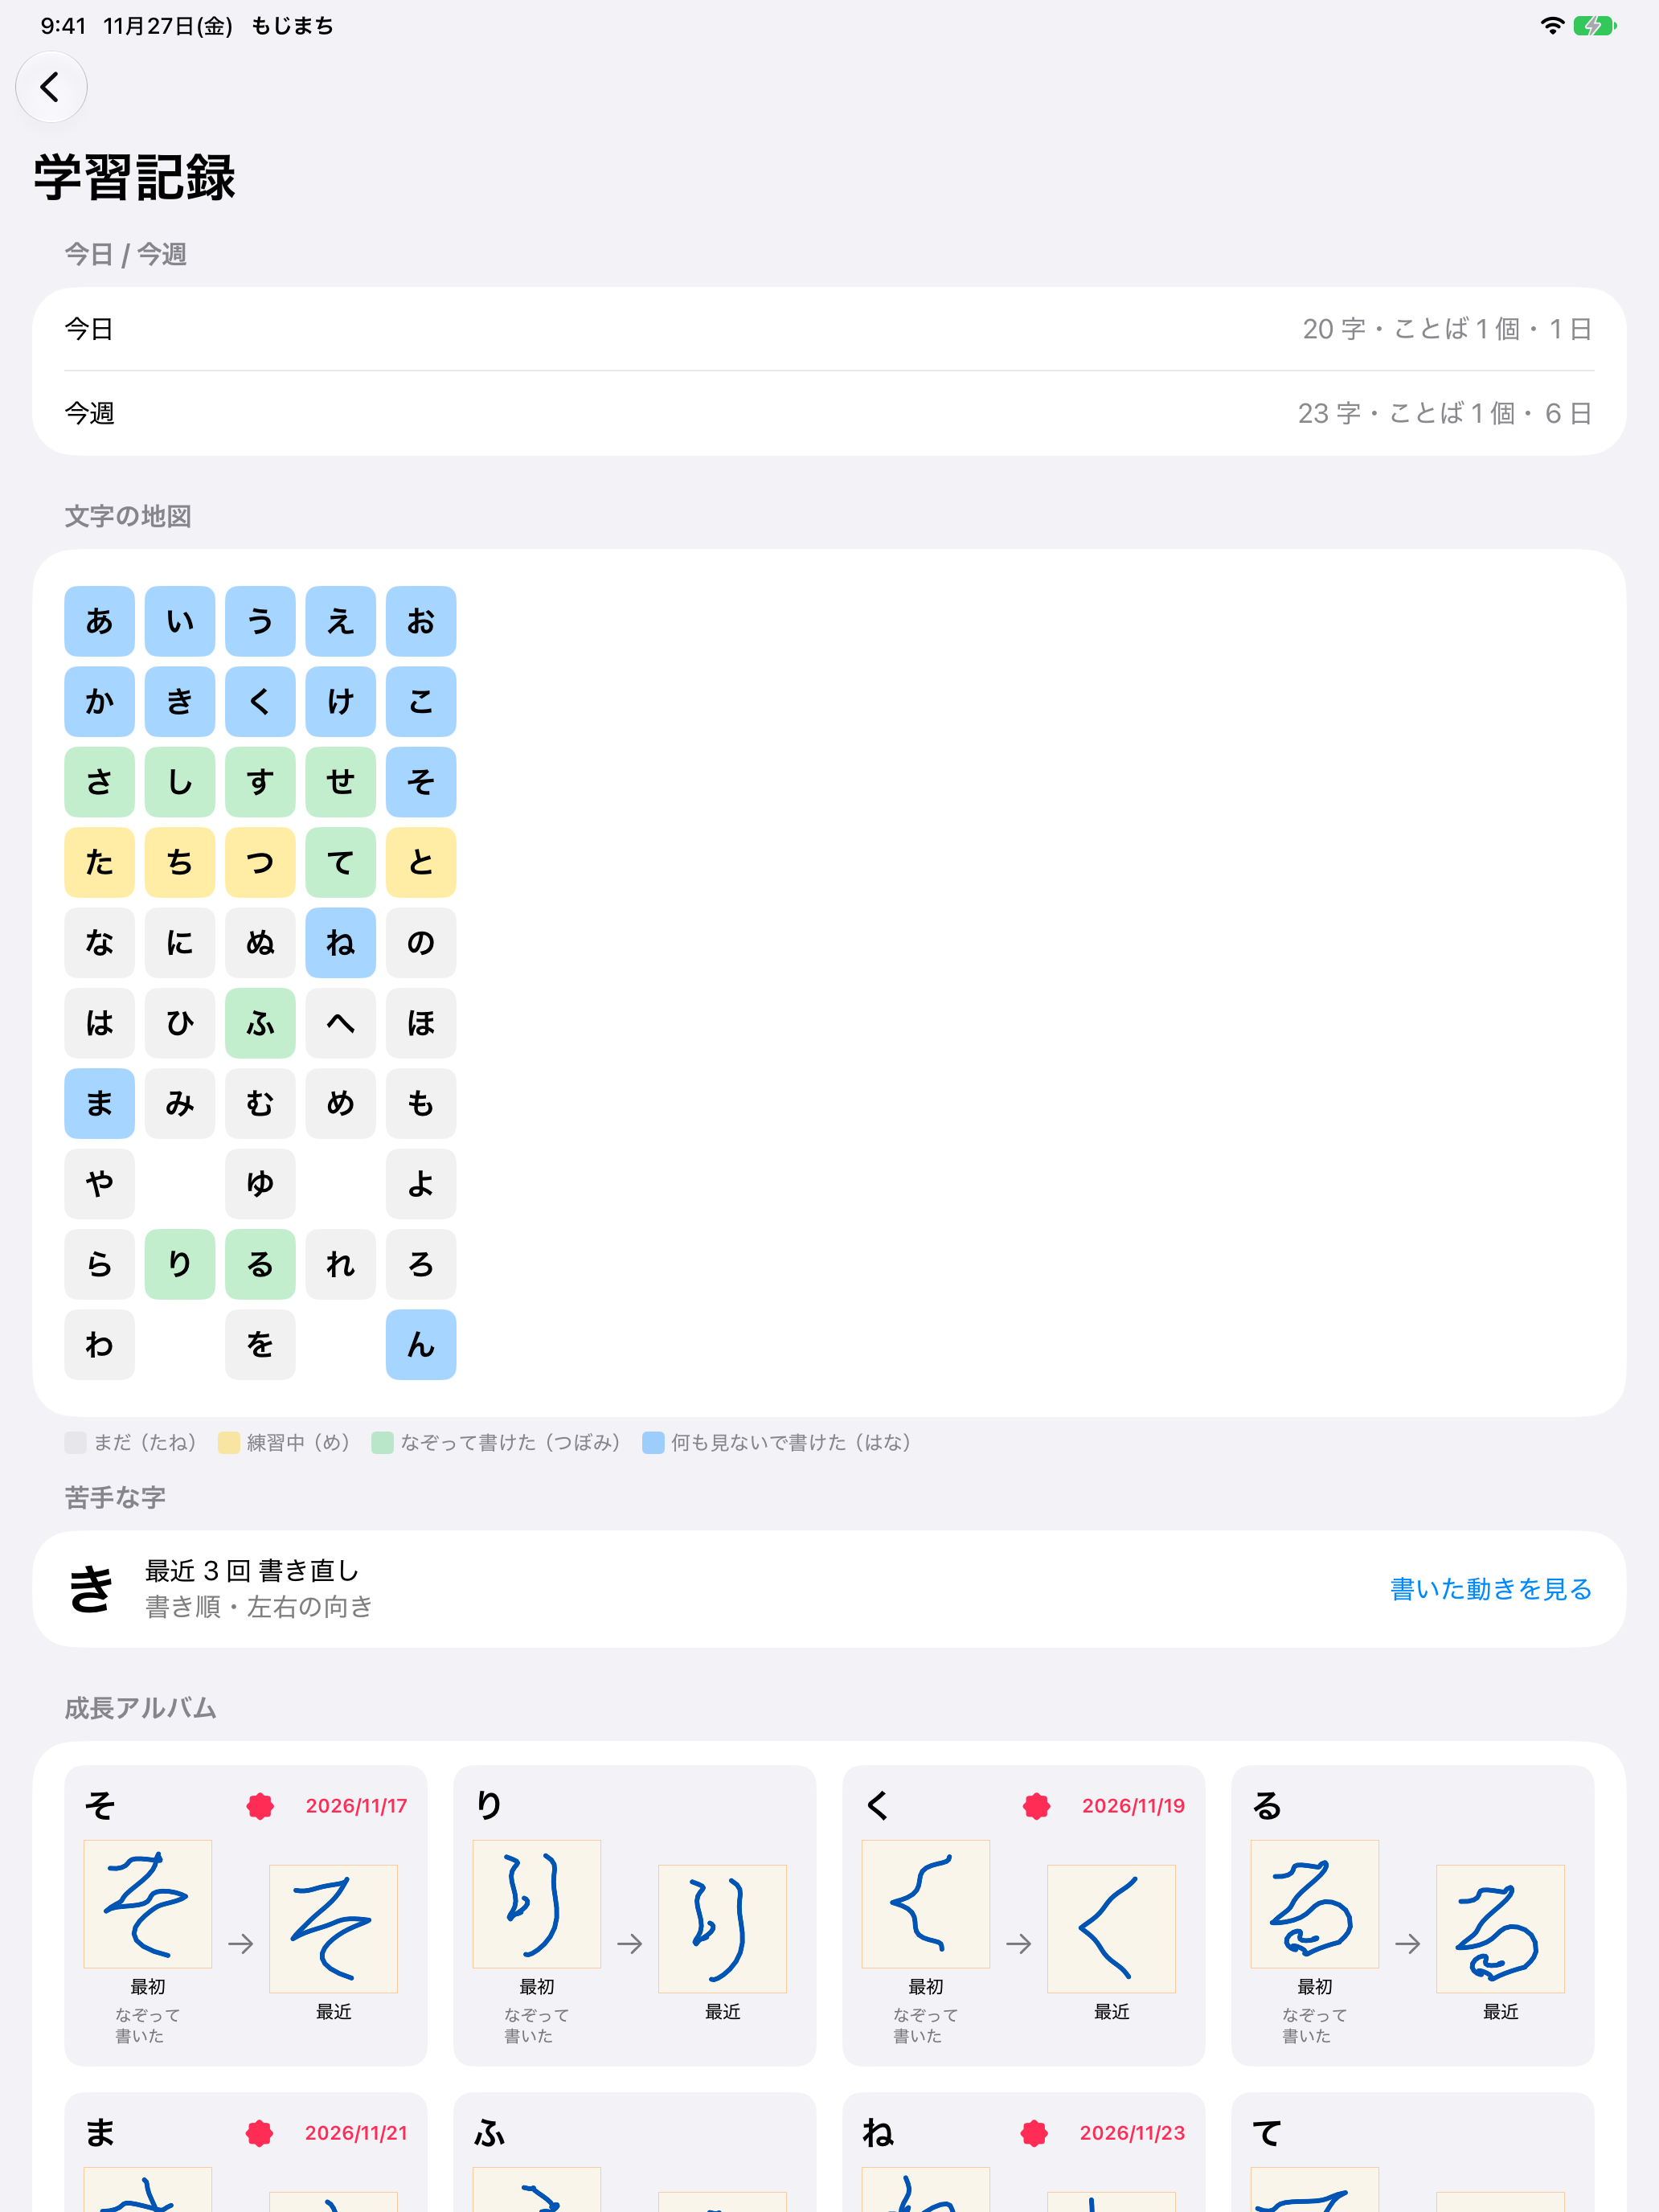 9:41 11月27日(金) もじまち
学習記録
今日 / 今週
今日 20 字・ことば 1 個・1 日
今週 23 字・ことば 1 個・6 日
文字の地図
あ い う え お
か き く け こ
さ し す せ そ
た ち つ て と
な に ぬ ね の
は ひ ふ へ ほ
ま み む め も
や ゆ よ
ら り る れ ろ
わ を ん
まだ（たね） 練習中（め） なぞって書けた（つぼみ） 何も見ないで書けた（はな）
苦手な字
き 最近 3 回 書き直し
書き順・左右の向き
書いた動きを見る
成長アルバム
そ 2026/11/17
そ → そ
最初 最近
なぞって
書いた
り
り → り
最初 最近
なぞって
書いた
く 2026/11/19
く → く
最初 最近
なぞって
書いた
る
る → る
最初 最近
なぞって
書いた
ま 2026/11/21
ふ
ね 2026/11/23
て